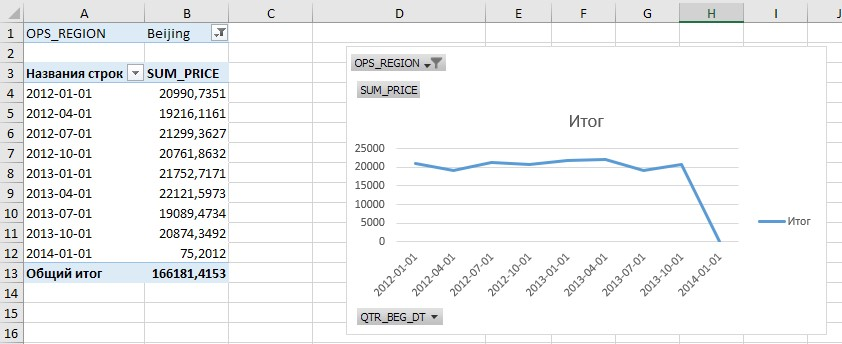 A B C D E F G H I J
1 OPS_REGION Beijing
2
3 Названия строк SUM_PRICE
4 2012-01-01 20990,7351
5 2012-04-01 19216,1161
6 2012-07-01 21299,3627
7 2012-10-01 20761,8632
8 2013-01-01 21752,7171
9 2013-04-01 22121,5973
10 2013-07-01 19089,4734
11 2013-10-01 20874,3492
12 2014-01-01 75,2012
13 Общий итог 166181,4153
14
15
16
OPS_REGION
SUM_PRICE
Итог
25000
20000
15000
10000
5000
0
2012-01-01 2012-04-01 2012-07-01 2012-10-01 2013-01-01 2013-04-01 2013-07-01 2013-10-01 2014-01-01
Итог
QTR_BEG_DT